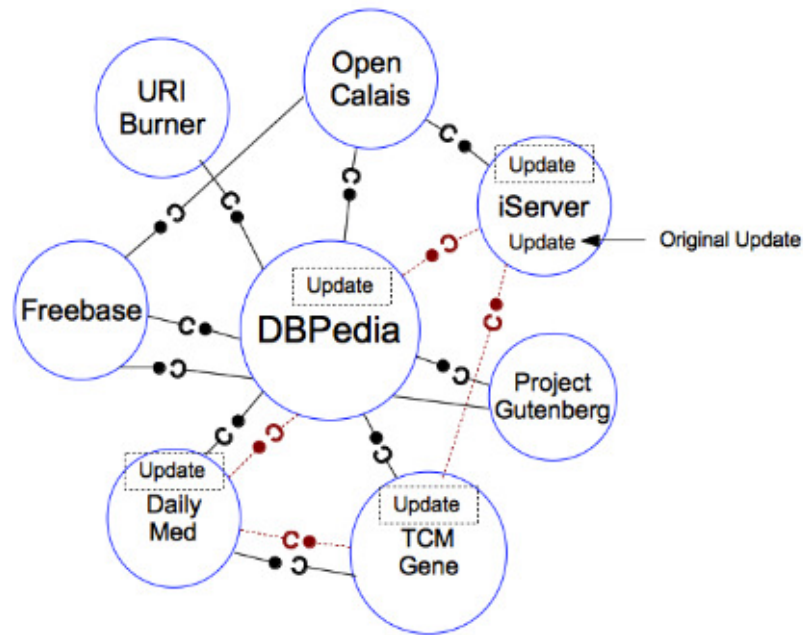 Open
Calais
URI
Burner
Update
iServer
Update
Original Update
Update
DBPedia
Freebase
Project
Gutenberg
Update
Daily
Med
Update
TCM
Gene
C
C
C
C
C
C
C
C
C
C
C
C
C
C